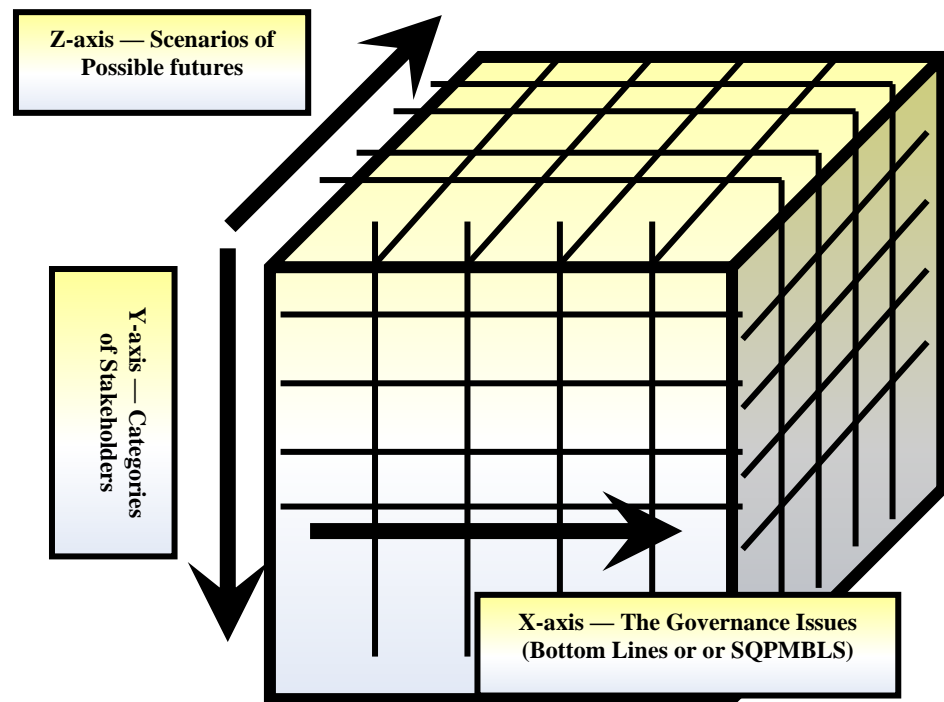 Z-axis — Scenarios of
Possible futures
Y-axis — Categories
of Stakeholders
X-axis — The Governance Issues
(Bottom Lines or or SQPMBLS)